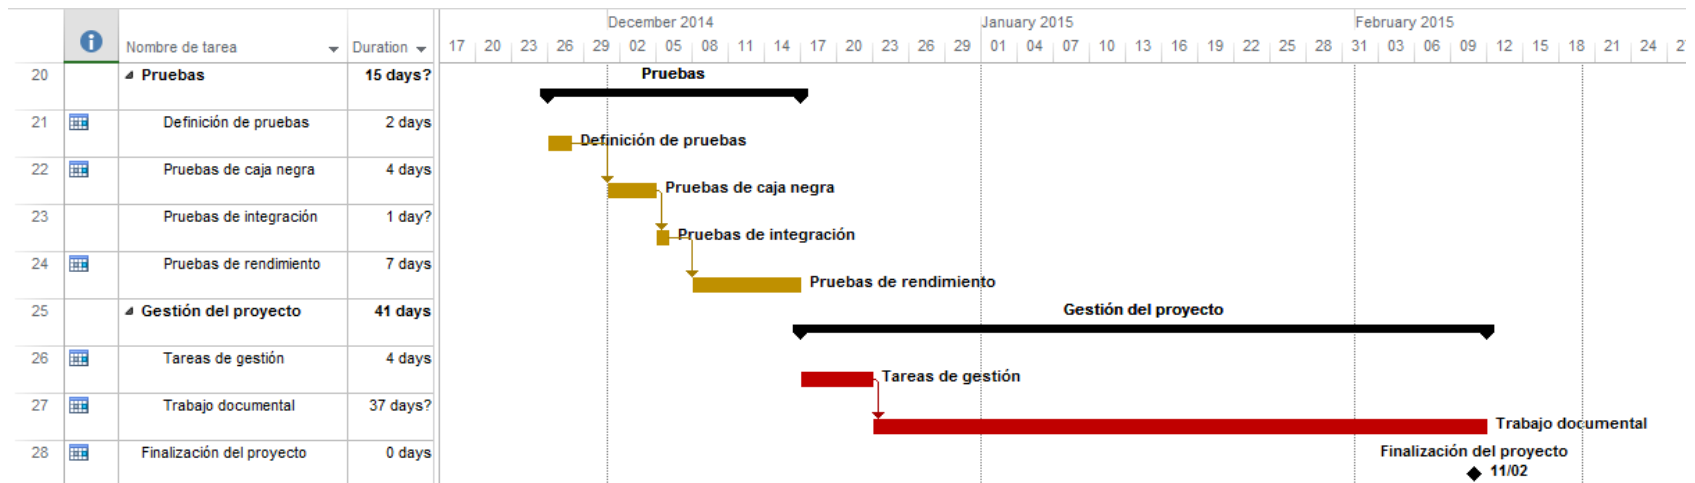 December 2014 January 2015 February 2015
Nombre de tarea Duration 17 20 23 26 29 02 05 08 11 14 17 20 23 26 29 01 04 07 10 13 16 19 22 25 28 31 03 06 09 12 15 18 21 24
20 Pruebas 15 days? Pruebas
21 Definición de pruebas 2 days Definición de pruebas
22 Pruebas de caja negra 4 days Pruebas de caja negra
23 Pruebas de integración 1 day? Pruebas de integración
24 Pruebas de rendimiento 7 days Pruebas de rendimiento
25 Gestión del proyecto 41 days Gestión del proyecto
26 Tareas de gestión 4 days Tareas de gestión
27 Trabajo documental 37 days? Trabajo documental
28 Finalización del proyecto 0 days Finalización del proyecto
11/02